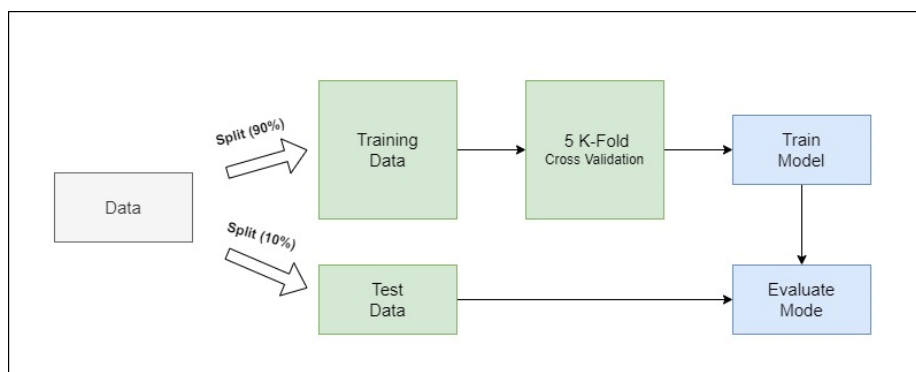 Split (90%)
Training
Data
5 K-Fold
Cross Validation
Train
Model
Data
Split (10%)
Test
Data
Evaluate
Mode